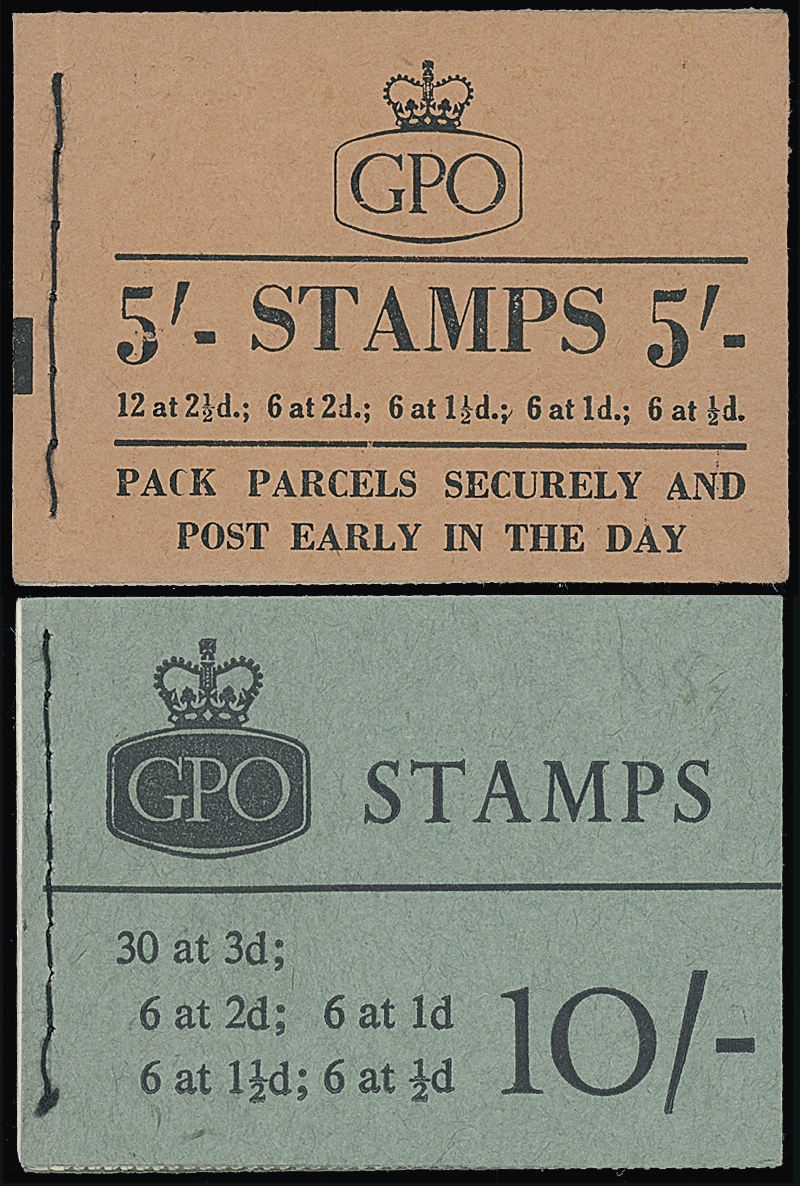 GPO
5/- STAMPS 5/-
12 at 2½d.; 6 at 2d.; 6 at 1½d.; 6 at 1d.; 6 at ½d.
PACK PARCELS SECURELY AND
POST EARLY IN THE DAY
GPO
STAMPS
30 at 3d;
6 at 2d; 6 at 1d
6 at 1½d; 6 at ½d
10/-